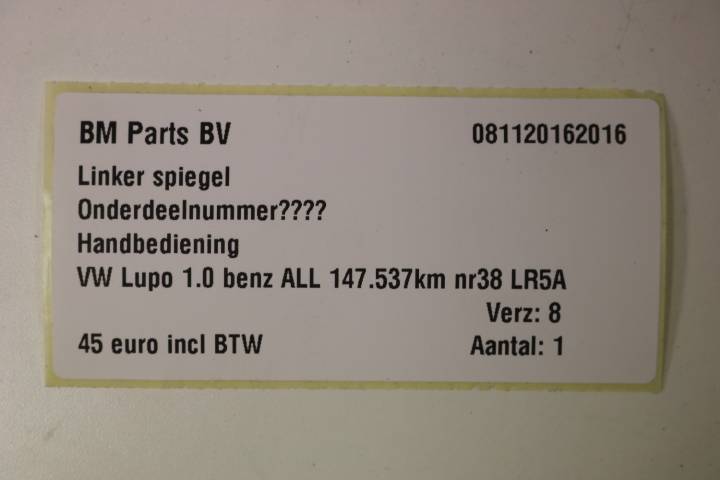 BM Parts BV 081120162016
Linker spiegel
Onderdeelnummer????
Handbediening
VW Lupo 1.0 benz ALL 147.537km nr38 LR5A
Verz: 8
45 euro incl BTW Aantal: 1